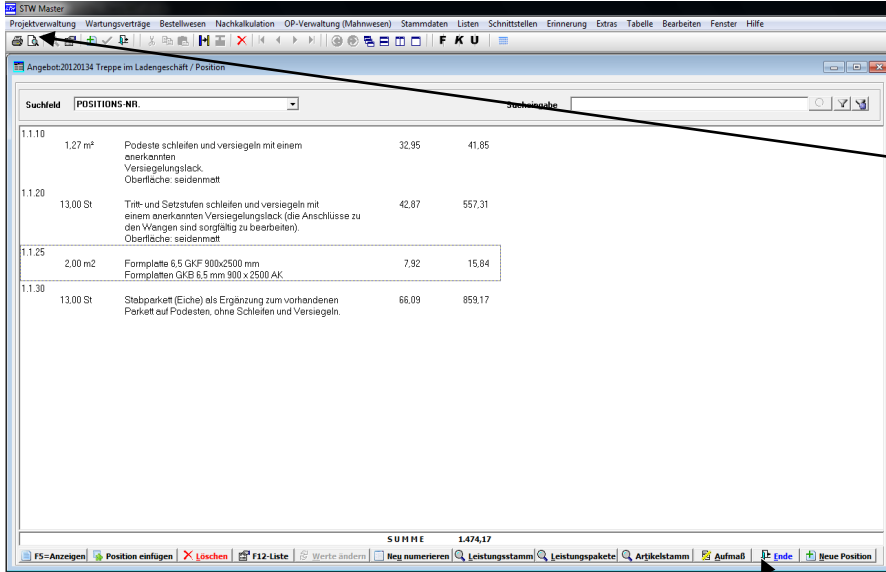 STW Master
Projektverwaltung Wartungsverträge Bestellwesen Nachkalkulation OP-Verwaltung (Mahnwesen) Stammdaten Listen Schnittstellen Erinnerung Extras Tabelle Bearbeiten Fenster Hilfe
F K U
Angebot:20120134 Treppe im Ladengeschäft / Position
Suchfeld POSITIONS-NR. Sucheingabe
1.1.10
1,27 m² Podeste schleifen und versiegeln mit einem 32,95 41,85
anerkannten
Versiegelungslack.
Oberfläche: seidenmatt
1.1.20
13,00 St Tritt- und Setzstufen schleifen und versiegeln mit 42,87 557,31
einem anerkannten Versiegelungslack (die Anschlüsse zu
den Wangen sind sorgfältig zu bearbeiten).
Oberfläche: seidenmatt
1.1.25
2,00 m2 Formplatte 6,5 GKF 900x2500 mm 7,92 15,84
Formplatten GKB 6,5 mm 900 x 2500 AK
1.1.30
13,00 St Stabparkett (Eiche) als Ergänzung zum vorhandenen 66,09 859,17
Parkett auf Podesten, ohne Schleifen und Versiegeln.
SUMME 1.474,17
F5=Anzeigen Position einfügen Löschen F12-Liste Werte ändern Neu numerieren Leistungsstamm Leistungspakete Artikelstamm Aufmaß Ende Neue Position